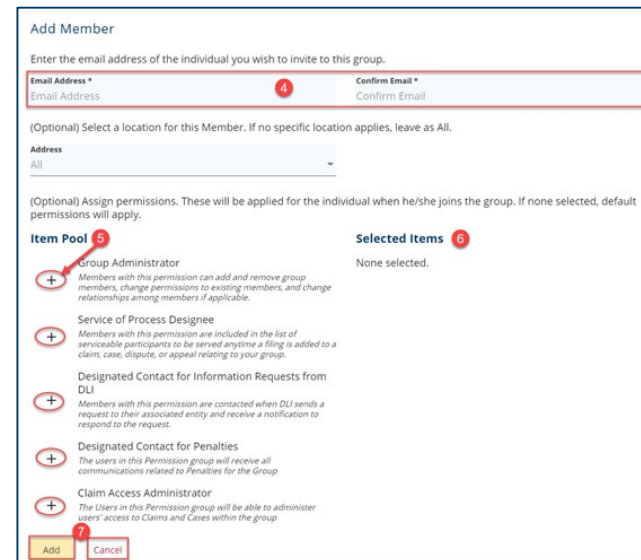 Add Member
Enter the email address of the individual you wish to invite to this group.
Email Address * Confirm Email *
Email Address 4 Confirm Email
(Optional) Select a location for this Member. If no specific location applies, leave as All.
Address
All
(Optional) Assign permissions. These will be applied for the individual when he/she joins the group. If none selected, default
permissions will apply.
Item Pool 5 Selected Items 6
Group Administrator None selected.
+ Members with this permission can add and remove group
members, change permissions to existing members, and change
relationships among members if applicable.
Service of Process Designee
+ Members with this permission are included in the list of
serviceable participants to be served anytime a filing is added to a
claim, case, dispute, or appeal relating to your group.
Designated Contact for Information Requests from
DLI
+ Members with this permission are contacted when DLI sends a
request to their associated entity and receive a notification to
respond to the request.
Designated Contact for Penalties
+ The users in this Permission group will receive all
communications related to Penalties for the Group
Claim Access Administrator
+ The Users in this Permission group will be able to administer
users' access to Claims and Cases within the group
7
Add Cancel